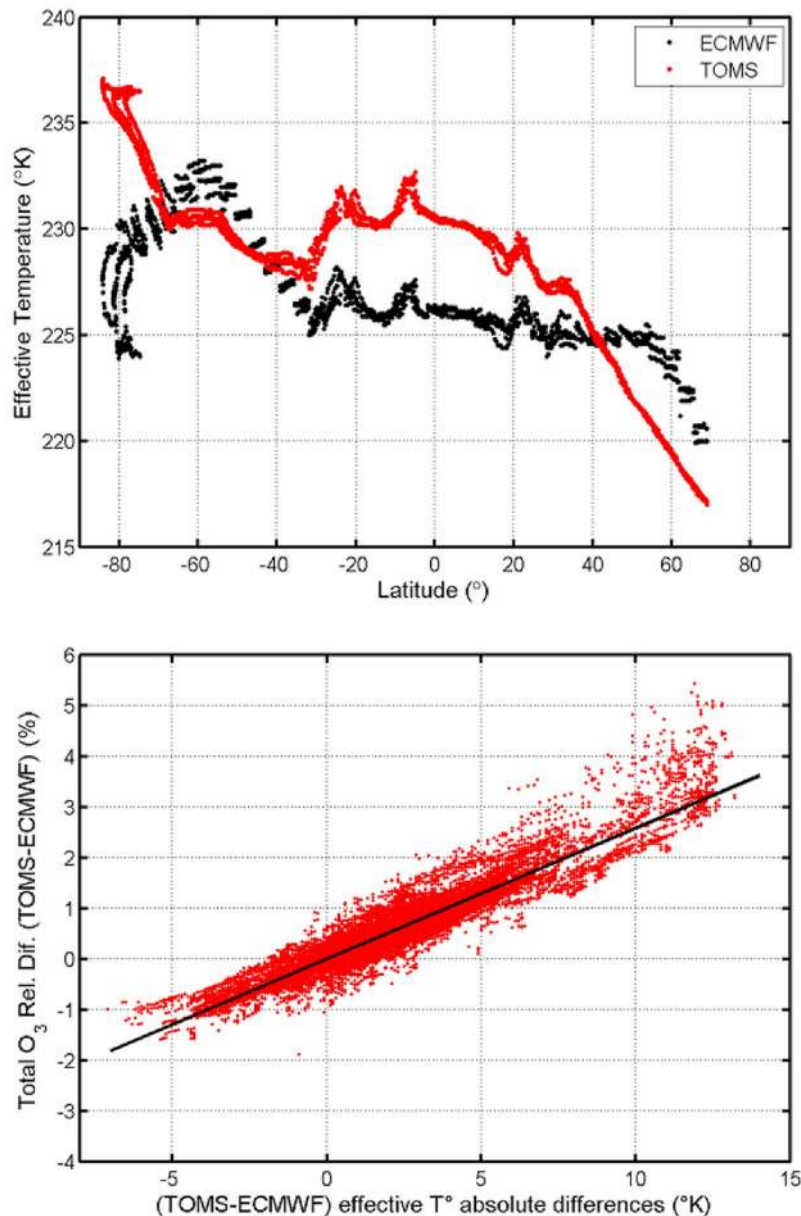 240
ECMWF
TOMS
235
230
225
220
215
Effective Temperature (°K)
-80 -60 -40 -20 0 20 40 60 80
Latitude (°)
6
5
4
3
2
1
0
-1
-2
-3
-4
Total O₃ Rel. Dif. (TOMS-ECMWF) (%)
-5 0 5 10 15
(TOMS-ECMWF) effective T° absolute differences (°K)